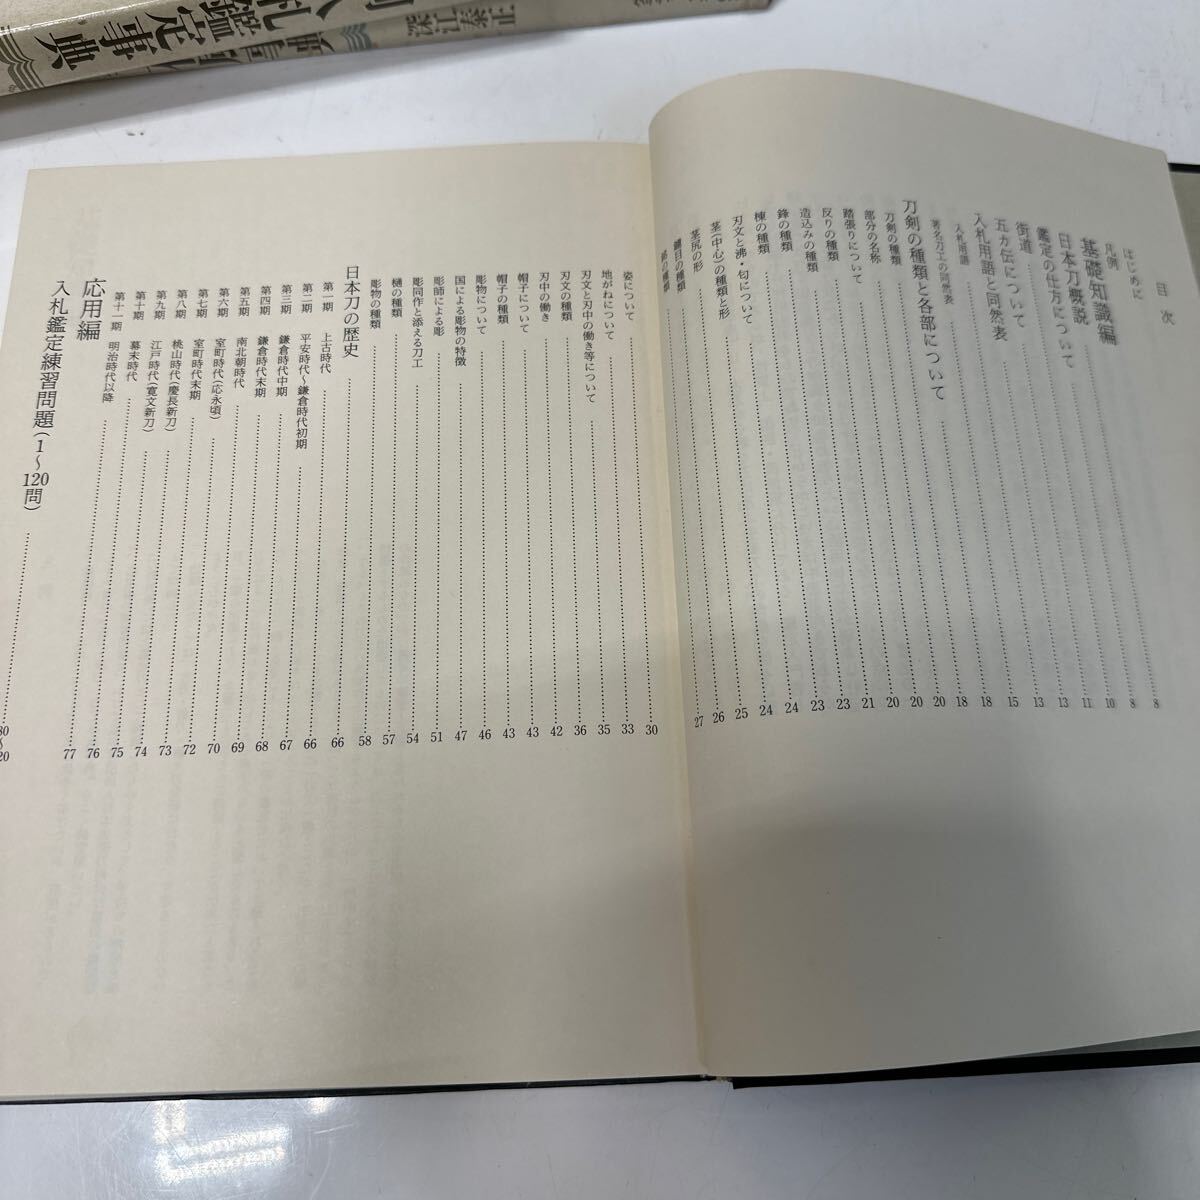 札鑑定事典
深江泰正
目次
はじめに 8
凡例 8
基礎知識編 10
日本刀概説 11
鑑定の仕方について 13
街道 13
五か伝について 15
入札用語と同然表 18
入札用語 18
著名刀工の同然表 20
刀剣の種類と各部について 20
刀剣の種類 20
部分の名称 21
踏張りについて 23
反りの種類 23
造込みの種類 24
鋒の種類 24
棟の種類 25
刃文と沸・匂について 26
茎(中心)の種類と形 27
茎尻の形
鑢目の種類
銘の種類
姿について 30
地がねについて 33
刃文と刃中の働き等について 35
刃文の種類 36
刃中の働き 42
帽子について 43
帽子の種類 43
彫物について 46
国による彫物の特徴 47
彫師による彫 51
彫同作と添える刀工 54
樋の種類 57
彫物の種類 58
日本刀の歴史 66
第一期 上古時代 66
第二期 平安時代〜鎌倉時代初期 67
第三期 鎌倉時代中期 68
第四期 鎌倉時代末期 69
第五期 南北朝時代 70
第六期 室町時代(応永頃) 72
第七期 室町時代末期 73
第八期 桃山時代(慶長新刀) 74
第九期 江戸時代(寛文新刀) 75
第十期 幕末時代 76
第十一期 明治時代以降 77
応用編
入札鑑定練習問題(1〜120問)